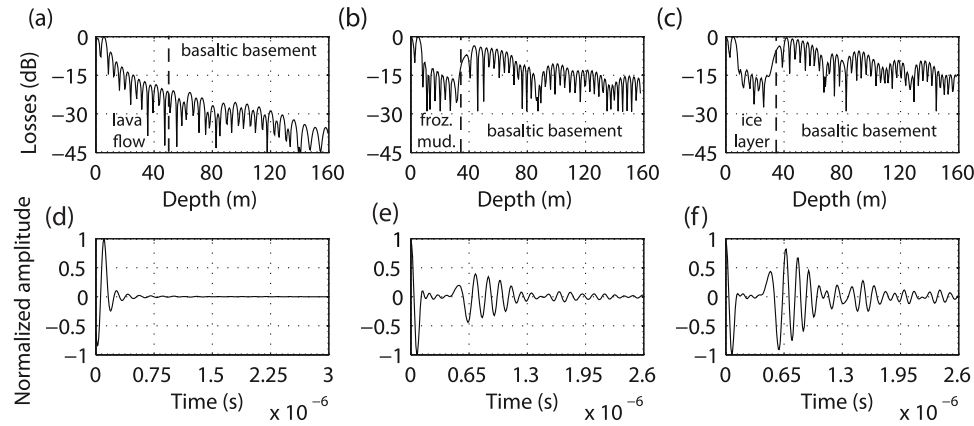 (a)
(b)
(c)
Losses (dB)
0
−15
−30
−45
basaltic basement
lava
flow
0 40 80 120 160
Depth (m)
0
−15
−30
−45
froz.
mud.
basaltic basement
0 40 80 120 160
Depth (m)
0
−15
−30
−45
ice
layer
basaltic basement
0 40 80 120 160
Depth (m)
(d)
(e)
(f)
Normalized amplitude
1
0.5
0
−0.5
−1
0 0.75 1.5 2.25 3
Time (s)
x 10⁻⁶
1
0.5
0
−0.5
−1
0 0.65 1.3 1.95 2.6
Time (s)
x 10⁻⁶
1
0.5
0
−0.5
−1
0 0.65 1.3 1.95 2.6
Time (s)
x 10⁻⁶